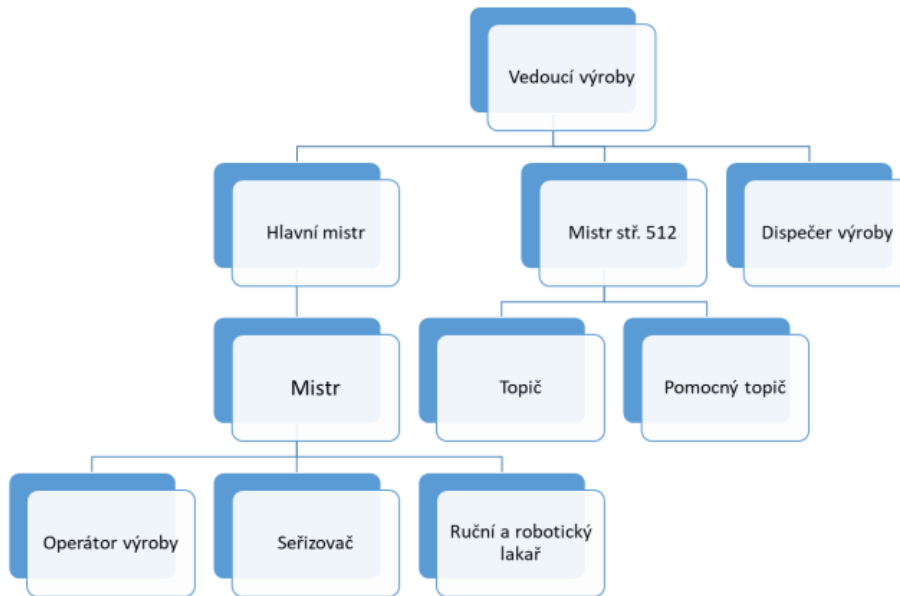 Vedoucí výroby
Hlavní mistr
Mistr stř. 512
Dispečer výroby
Mistr
Topič
Pomocný topič
Operátor výroby
Seřizovač
Ruční a robotický
lakař